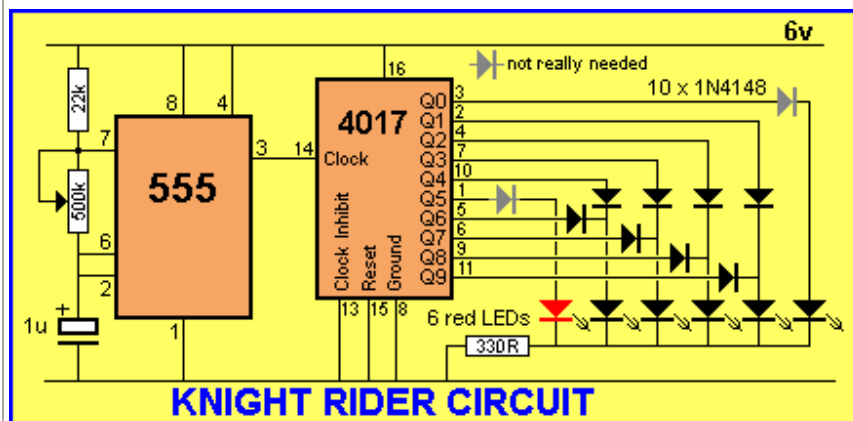 6v
16
not really needed
10 x 1N4148
22k
8
4
7
555
3
14
4017
Clock
Q0
3
Q1
2
Q2
4
Q3
7
Q4
10
Q5
1
Q6
5
Q7
6
Q8
9
Q9
11
500k
6
2
Clock Inhibit
Reset
Ground
13
15
8
+
1u
1
6 red LEDs
330R
KNIGHT RIDER CIRCUIT